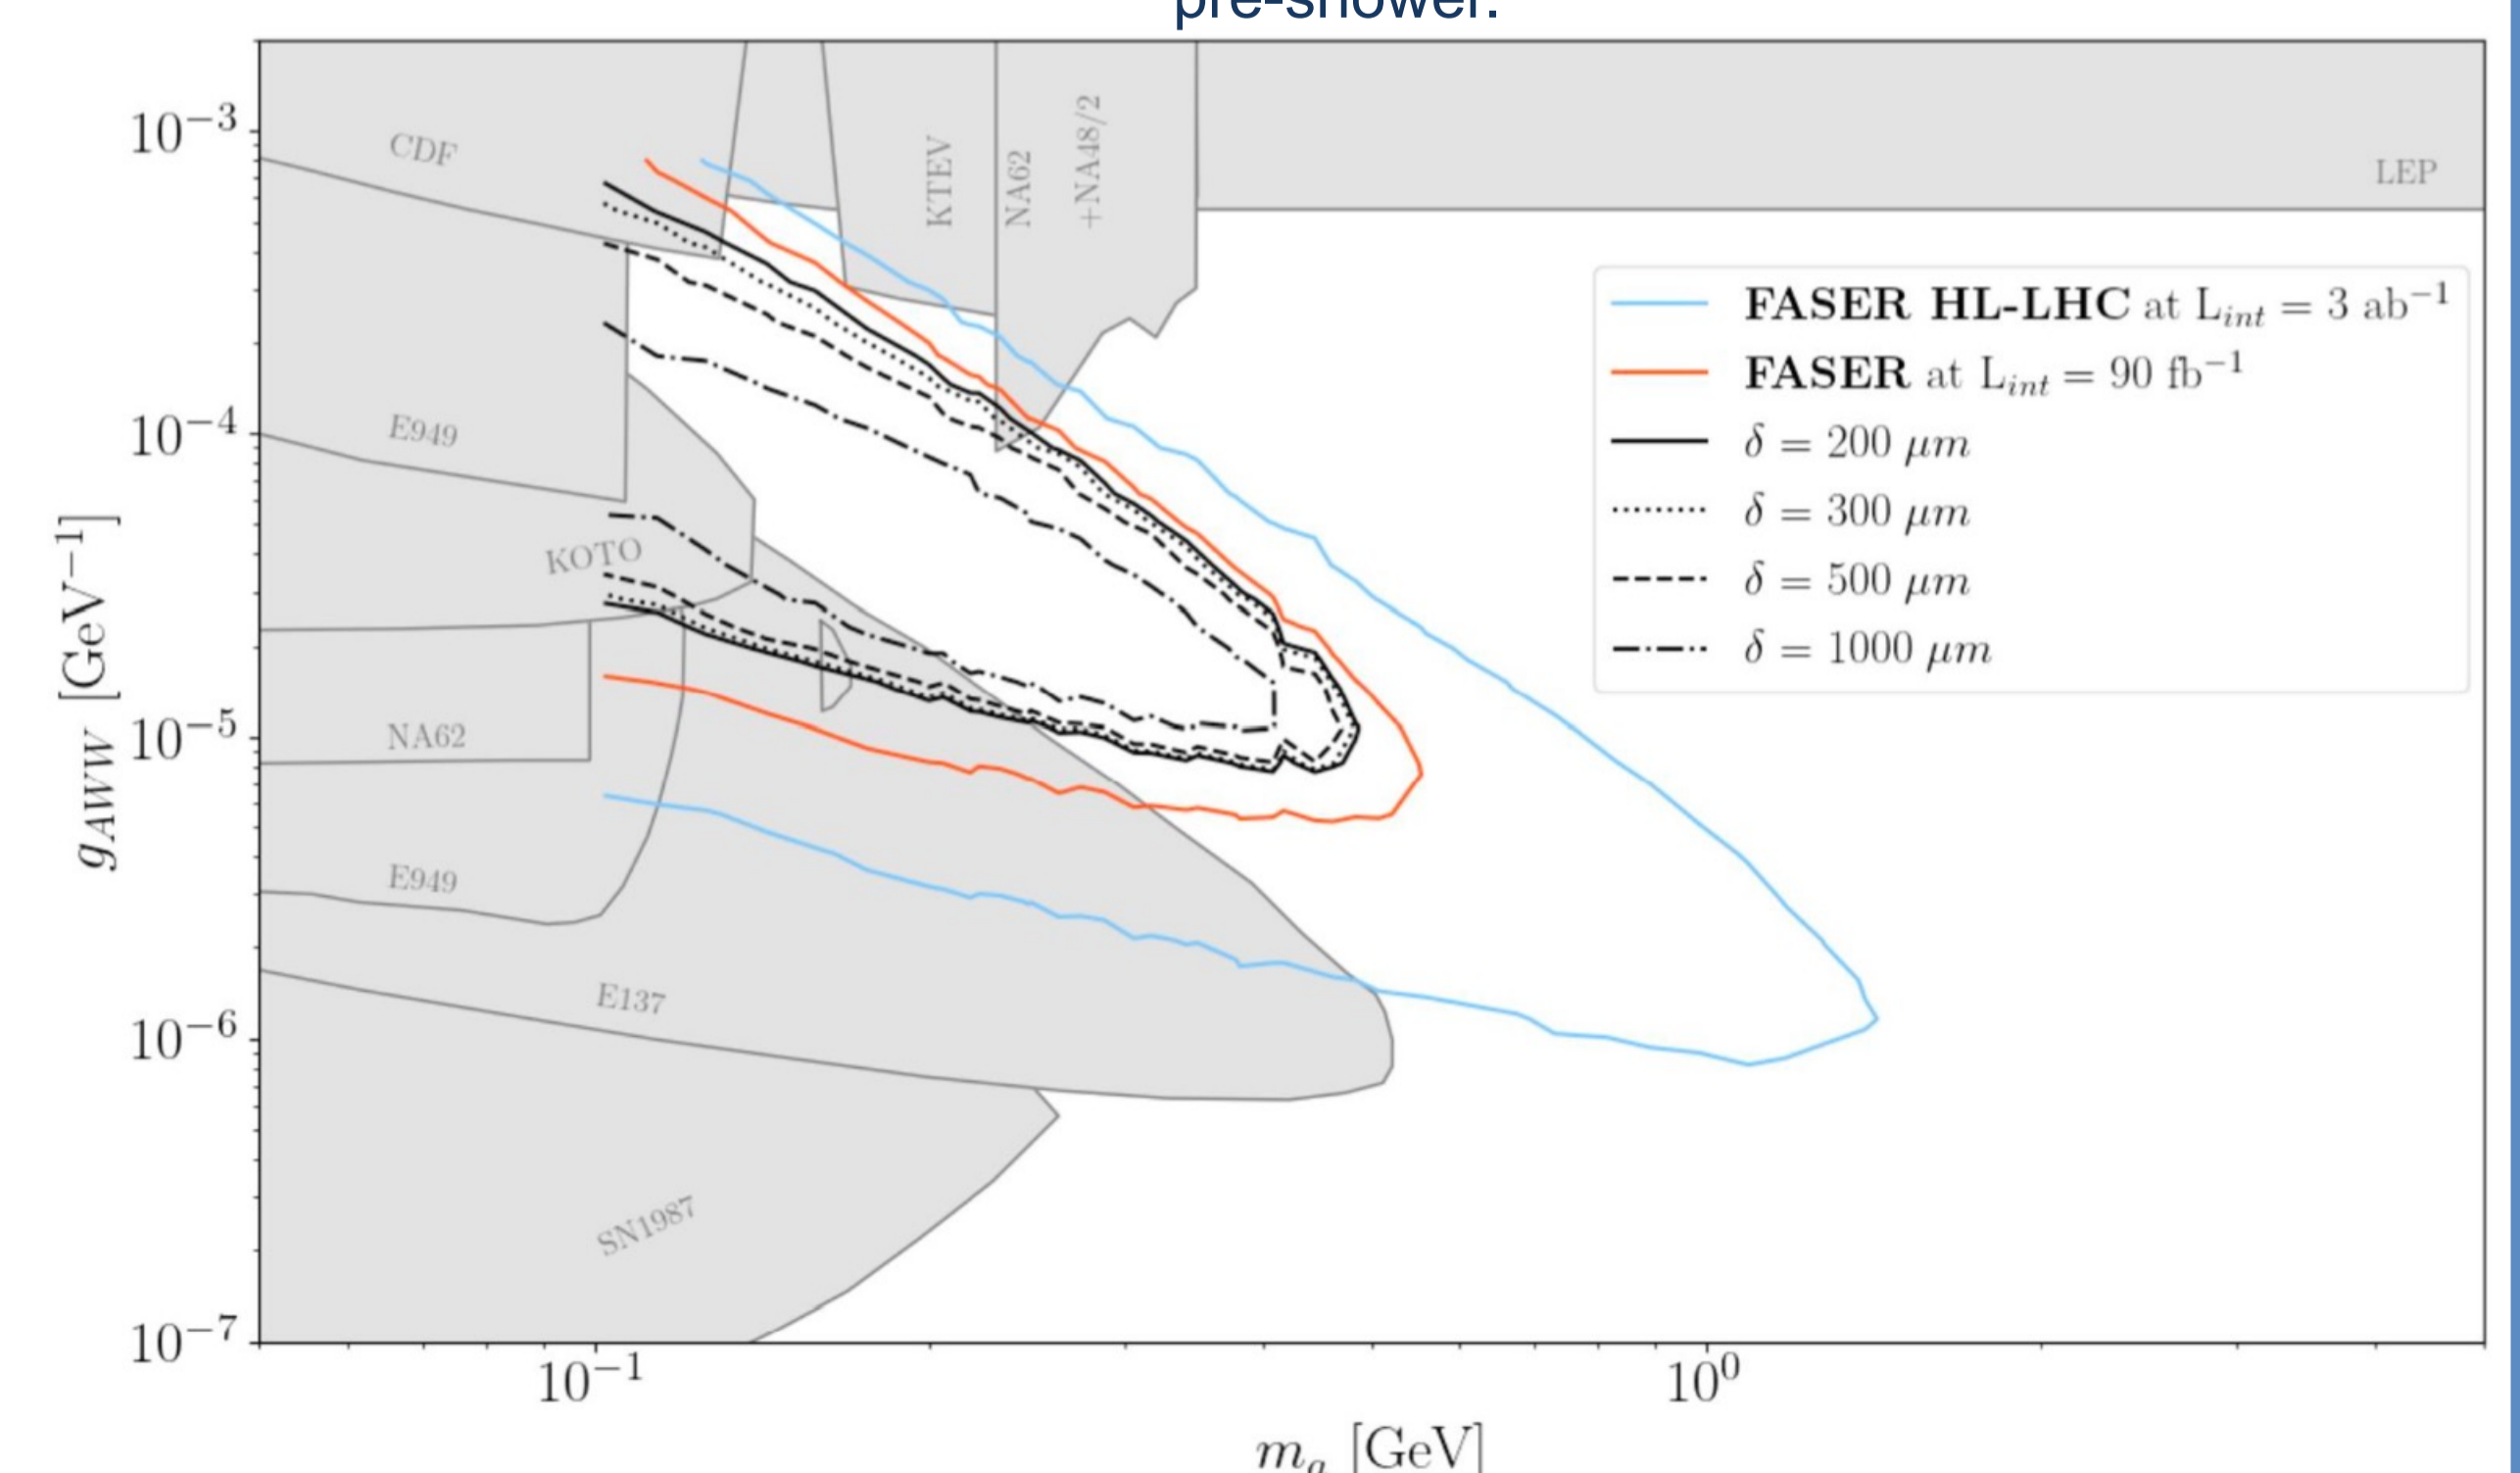 pre-shower.
10⁻³
10⁻⁴
10⁻⁵
10⁻⁶
10⁻⁷
g_AWW [GeV⁻¹]
CDF
KTEV
NA62
+NA48/2
LEP
E949
KOTO
NA62
E949
E137
SN1987
FASER HL-LHC at L_int = 3 ab⁻¹
FASER at L_int = 90 fb⁻¹
δ = 200 μm
δ = 300 μm
δ = 500 μm
δ = 1000 μm
10⁻¹
10⁰
m_a [GeV]